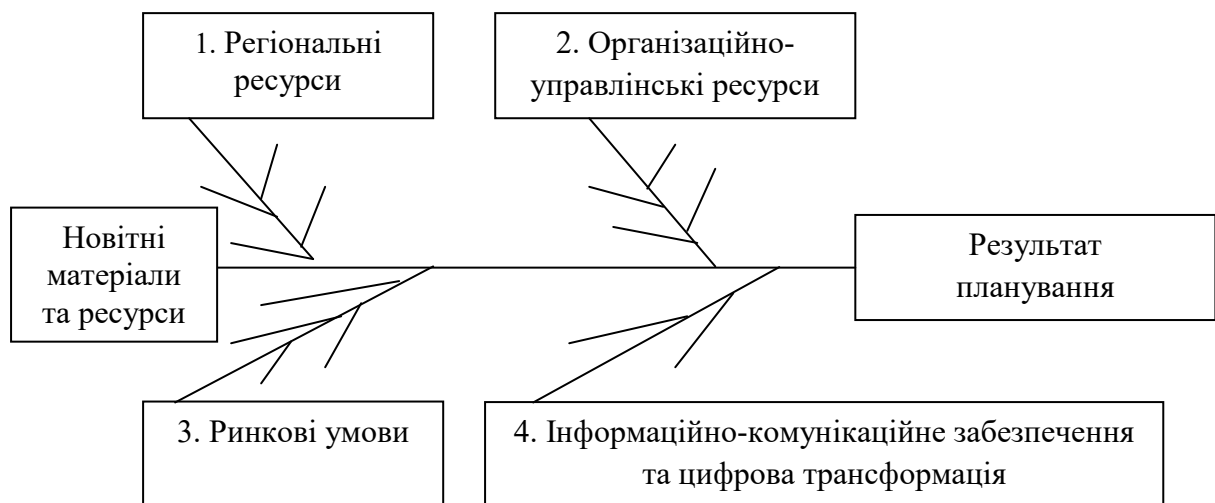 1. Регіональні
ресурси
2. Організаційно-
управлінські ресурси
Новітні
матеріали
та ресурси
Результат
планування
3. Ринкові умови
4. Інформаційно-комунікаційне забезпечення
та цифрова трансформація